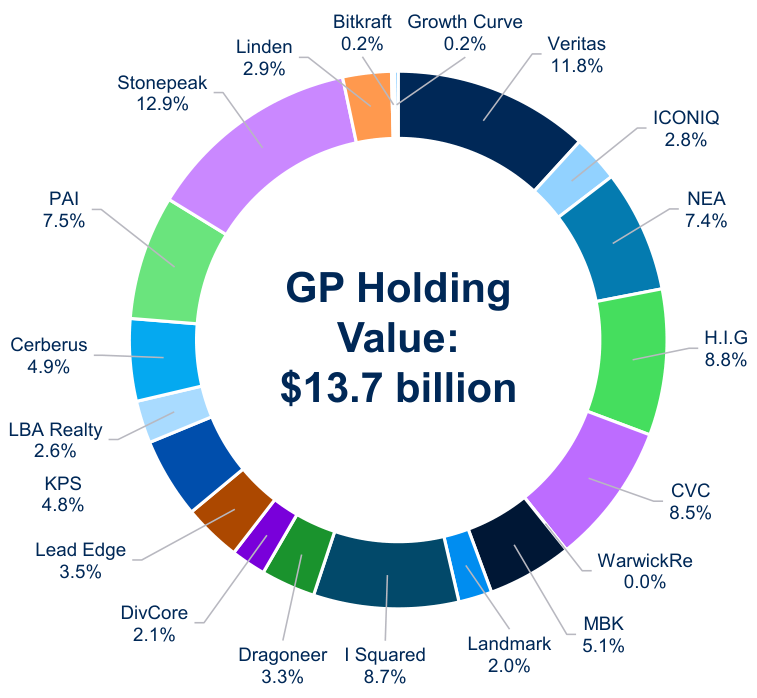 Bitkraft
0.2%
Growth Curve
0.2%
Veritas
11.8%
ICONIQ
2.8%
NEA
7.4%
H.I.G
8.8%
CVC
8.5%
WarwickRe
0.0%
MBK
5.1%
Landmark
2.0%
I Squared
8.7%
Dragoneer
3.3%
DivCore
2.1%
Lead Edge
3.5%
KPS
4.8%
LBA Realty
2.6%
Cerberus
4.9%
PAI
7.5%
Stonepeak
12.9%
Linden
2.9%
GP Holding
Value:
$13.7 billion